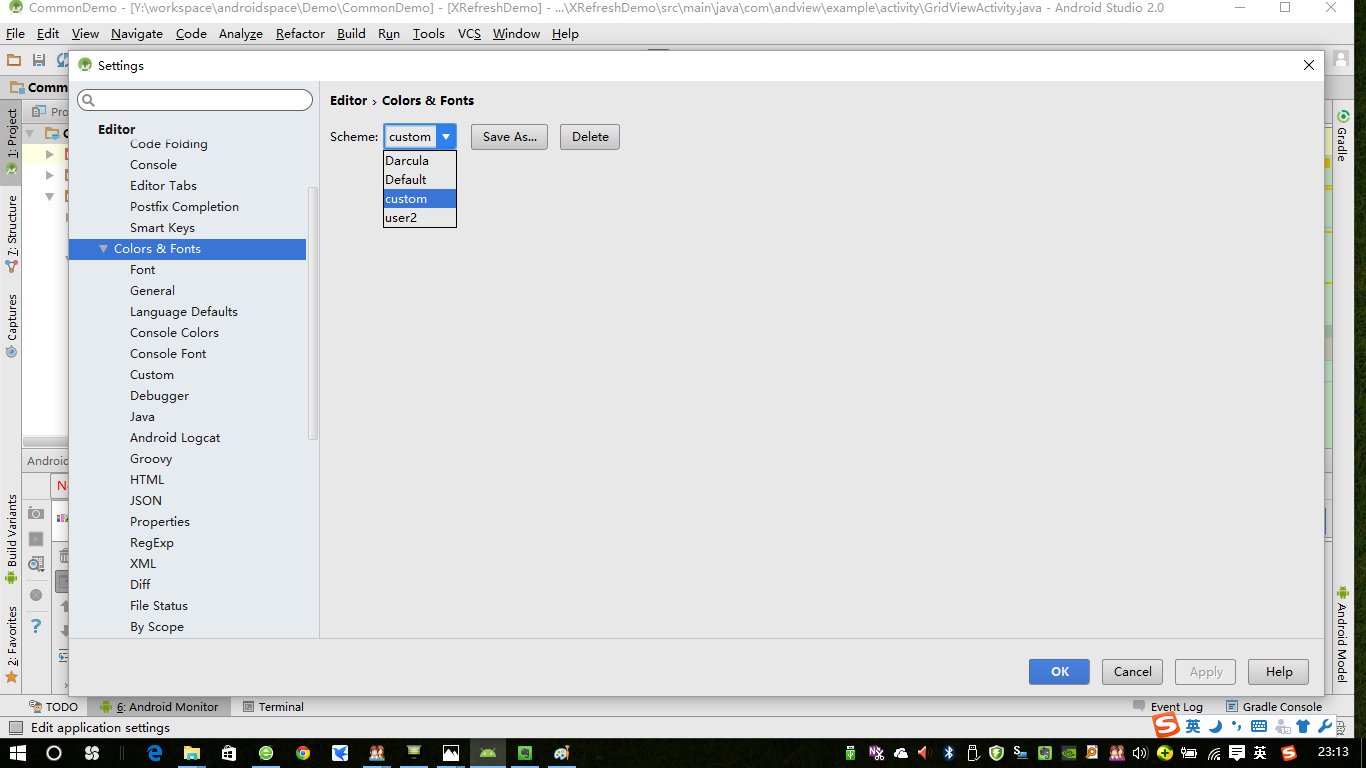 CommonDemo - [Y:\workspace\androidspace\Demo\CommonDemo] - [XRefreshDemo] - ...\XRefreshDemo\src\main\java\com\andview\example\activity\GridViewActivity.java - Android Studio 2.0
File Edit View Navigate Code Analyze Refactor Build Run Tools VCS Window Help
Settings
Comm
Editor › Colors & Fonts
1: Project
Pro
Editor
Scheme: custom Save As... Delete
Code Folding
Console
Editor Tabs
Postfix Completion
Smart Keys
Colors & Fonts
Font
General
Language Defaults
Console Colors
Console Font
Custom
Debugger
Java
Android Logcat
Groovy
HTML
JSON
Properties
RegExp
XML
Diff
File Status
By Scope
Darcula
Default
custom
user2
Gradle
7: Structure
Captures
Android
Build Variants
2: Favorites
Android Model
OK Cancel Apply Help
TODO 6: Android Monitor Terminal Event Log Gradle Console
Edit application settings
英
英 23:13